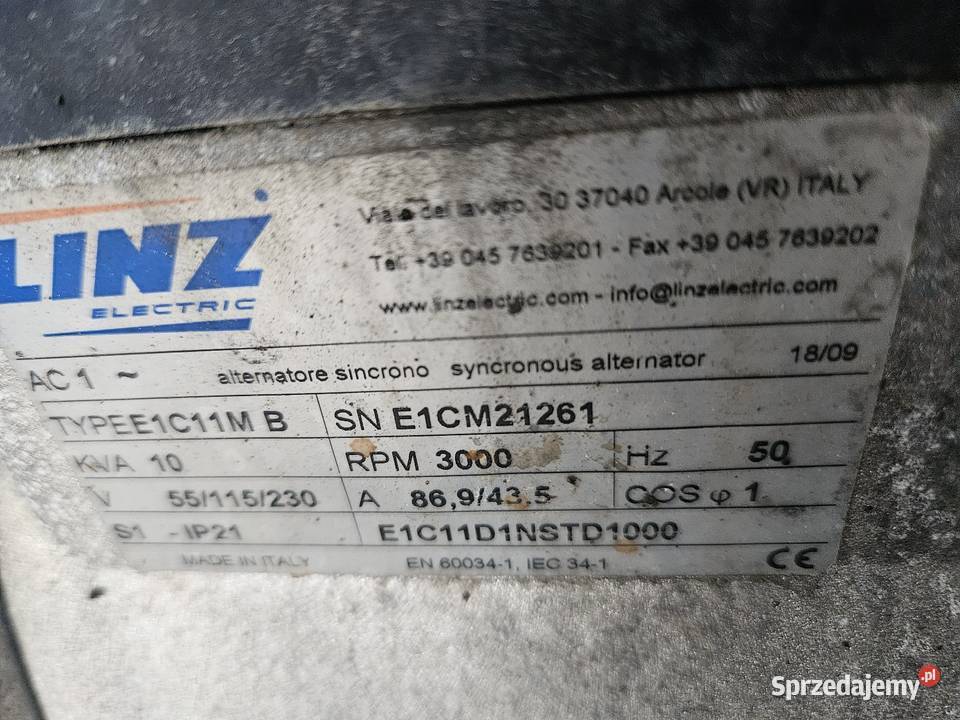 LINZ
ELECTRIC
Viale del lavoro, 30 37040 Arcole (VR) ITALY
Tel. +39 045 7639201 - Fax +39 045 7639202
www.linzelectric.com - info@linzelectric.com
AC 1 ~ alternatore sincrono syncronous alternator 18/09
TYPEE1C11M B SN E1CM21261
KVA 10 RPM 3000 Hz 50
V 55/115/230 A 86,9/43.5 COS φ 1
S1 - IP21 E1C11D1NSTD1000
MADE IN ITALY EN 60034-1, IEC 34-1 CE
Sprzedajemy.pl